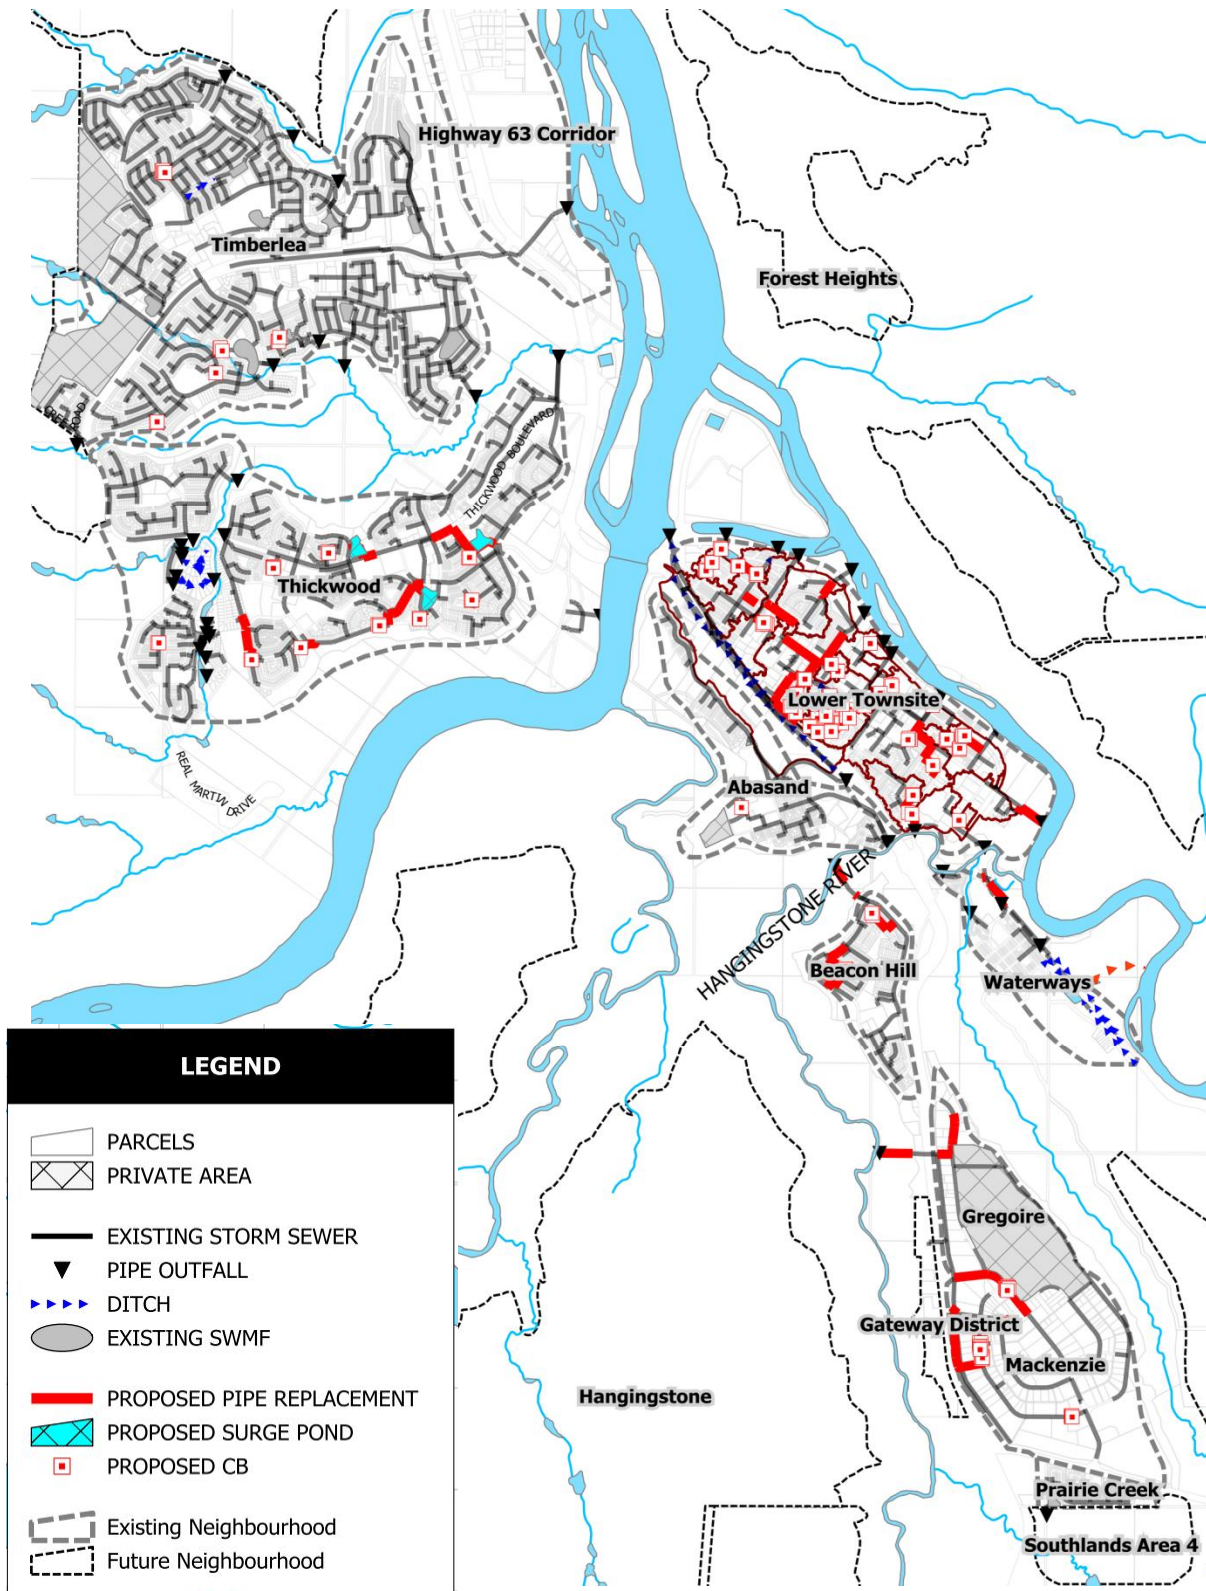 Highway 63 Corridor
Timberlea
Forest Heights
THICKWOOD BOULEVARD
Thickwood
Lower Townsite
REAL MARTIN DRIVE
Abasand
HANGINGSTONE RIVER
Beacon Hill
Waterways
Gregoire
Gateway District
Mackenzie
Hangingstone
Prairie Creek
Southlands Area 4
LEGEND
PARCELS
PRIVATE AREA
EXISTING STORM SEWER
PIPE OUTFALL
DITCH
EXISTING SWMF
PROPOSED PIPE REPLACEMENT
PROPOSED SURGE POND
PROPOSED CB
Existing Neighbourhood
Future Neighbourhood